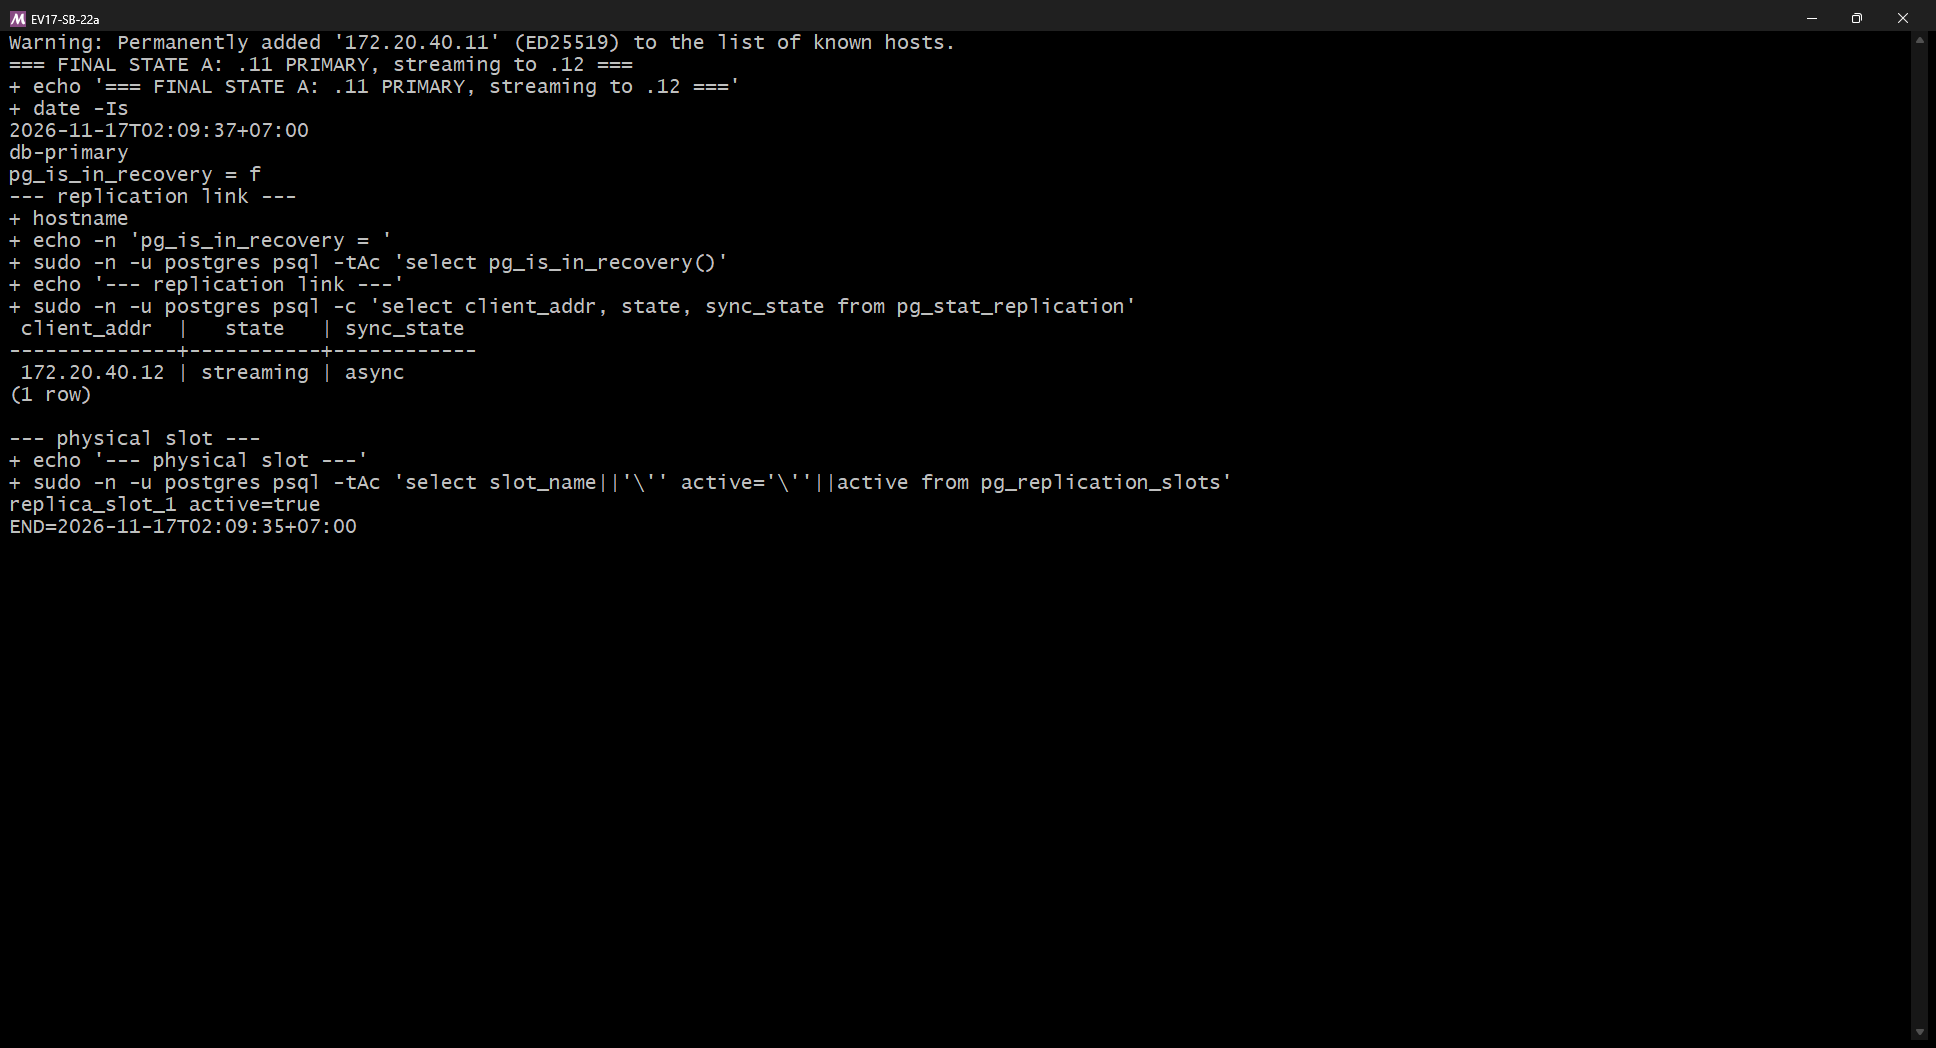 EV17-SB-22a
Warning: Permanently added '172.20.40.11' (ED25519) to the list of known hosts.
=== FINAL STATE A: .11 PRIMARY, streaming to .12 ===
+ echo '=== FINAL STATE A: .11 PRIMARY, streaming to .12 ==='
+ date -Is
2026-11-17T02:09:37+07:00
db-primary
pg_is_in_recovery = f
--- replication link ---
+ hostname
+ echo -n 'pg_is_in_recovery = '
+ sudo -n -u postgres psql -tAc 'select pg_is_in_recovery()'
+ echo '--- replication link ---'
+ sudo -n -u postgres psql -c 'select client_addr, state, sync_state from pg_stat_replication'
 client_addr  |   state   | sync_state
--------------+-----------+------------
 172.20.40.12 | streaming | async
(1 row)

--- physical slot ---
+ echo '--- physical slot ---'
+ sudo -n -u postgres psql -tAc 'select slot_name||'\'' active='\''||active from pg_replication_slots'
replica_slot_1 active=true
END=2026-11-17T02:09:35+07:00